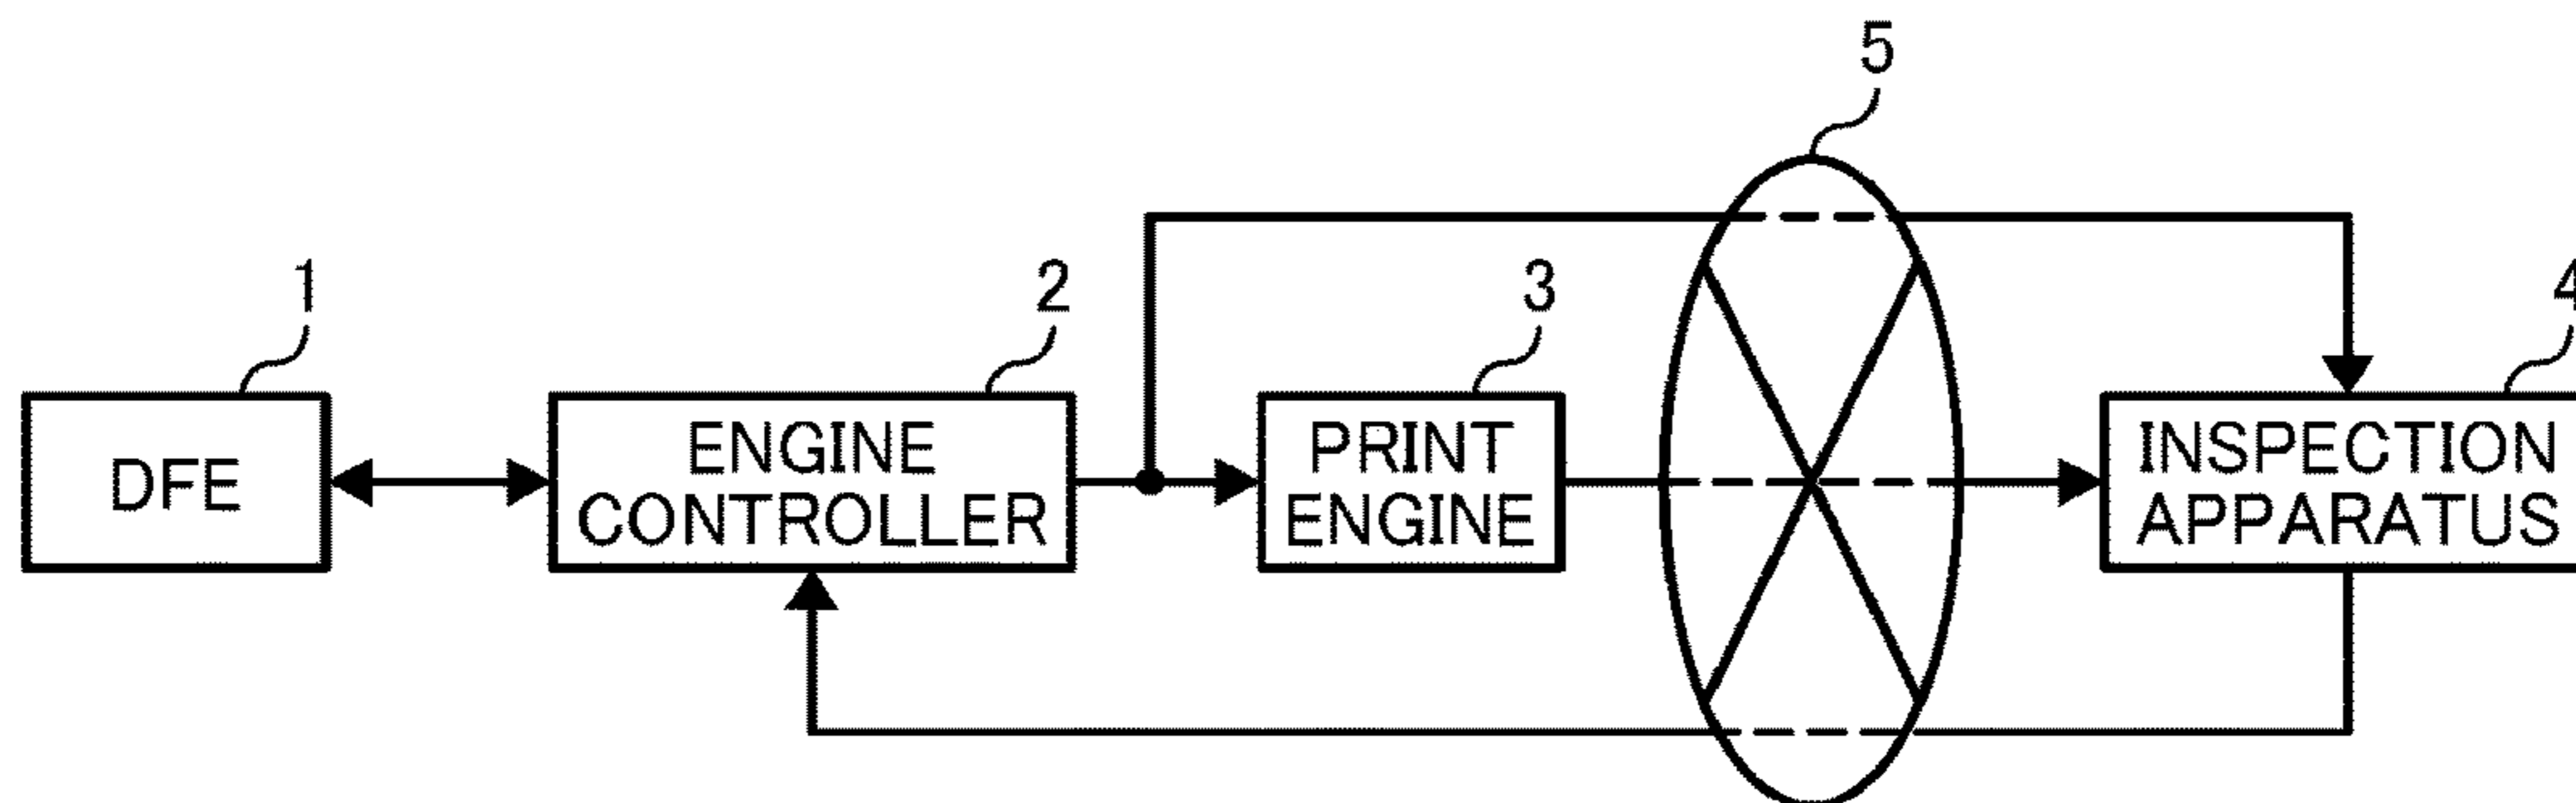 5
1
2
3
4
DFE
ENGINE
CONTROLLER
PRINT
ENGINE
INSPECTION
APPARATUS